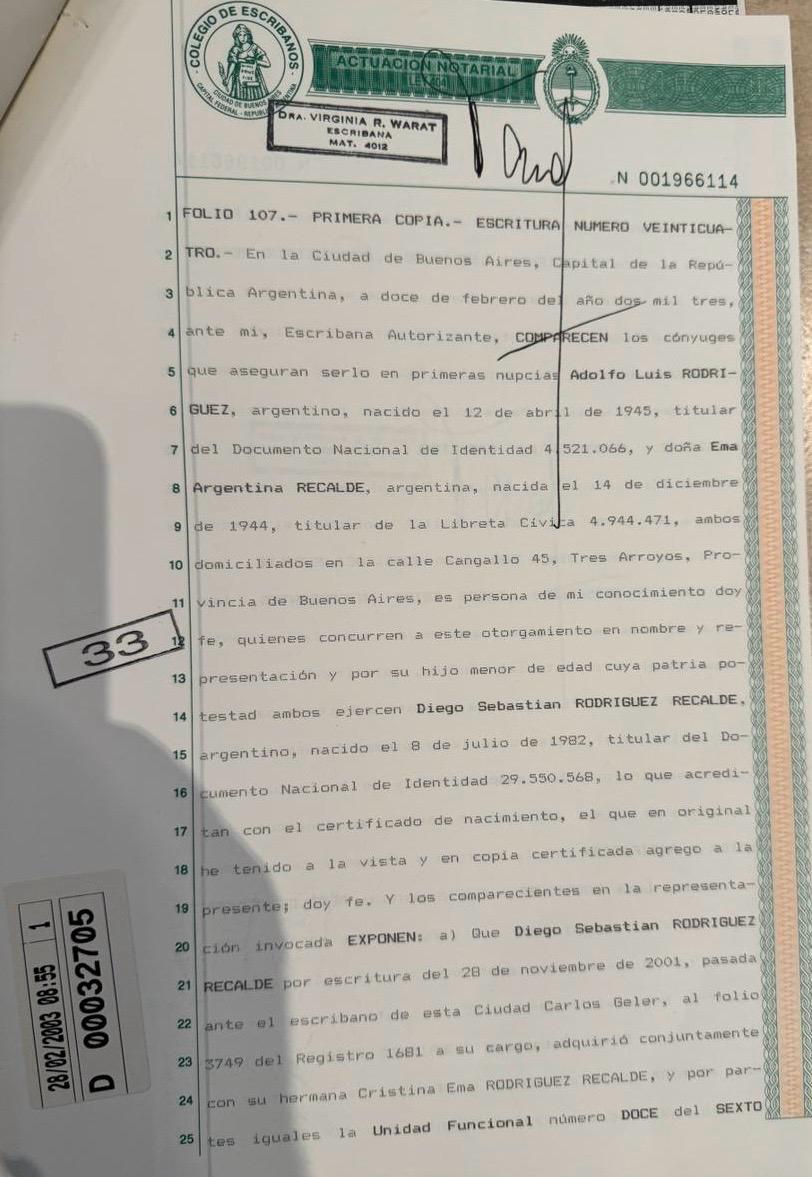 COLEGIO DE ESCRIBANOS
CAPITAL FEDERAL - REPUBLICA ARGENTINA
CIUDAD DE BUENOS AIRES
ACTUACION NOTARIAL
LEY 404
DRA. VIRGINIA R. WARAT
ESCRIBANA
MAT. 4012
N 001966114
1 FOLIO 107.- PRIMERA COPIA.- ESCRITURA NUMERO VEINTICUA-
2 TRO.- En la Ciudad de Buenos Aires, Capital de la Repú-
3 blica Argentina, a doce de febrero del año dos mil tres,
4 ante mi, Escribana Autorizante, COMPARECEN los cónyuges
5 que aseguran serlo en primeras nupcias Adolfo Luis RODRI-
6 GUEZ, argentino, nacido el 12 de abril de 1945, titular
7 del Documento Nacional de Identidad 4.521.066, y doña Ema
8 Argentina RECALDE, argentina, nacida el 14 de diciembre
9 de 1944, titular de la Libreta Cívica 4.944.471, ambos
10 domiciliados en la calle Cangallo 45, Tres Arroyos, Pro-
11 vincia de Buenos Aires, es persona de mi conocimiento doy
12 fe, quienes concurren a este otorgamiento en nombre y re-
13 presentación y por su hijo menor de edad cuya patria po-
14 testad ambos ejercen Diego Sebastian RODRIGUEZ RECALDE,
15 argentino, nacido el 8 de julio de 1982, titular del Do-
16 cumento Nacional de Identidad 29.550.568, lo que acredi-
17 tan con el certificado de nacimiento, el que en original
18 he tenido a la vista y en copia certificada agrego a la
19 presente; doy fe. Y los comparecientes en la representa-
20 ción invocada EXPONEN: a) Que Diego Sebastian RODRIGUEZ
21 RECALDE por escritura del 28 de noviembre de 2001, pasada
22 ante el escribano de esta Ciudad Carlos Geler, al folio
23 3749 del Registro 1681 a su cargo, adquirió conjuntamente
24 con su hermana Cristina Ema RODRIGUEZ RECALDE, y por par-
25 tes iguales la Unidad Funcional número DOCE del SEXTO
33
28/02/2003 08:55 1
D 00032705